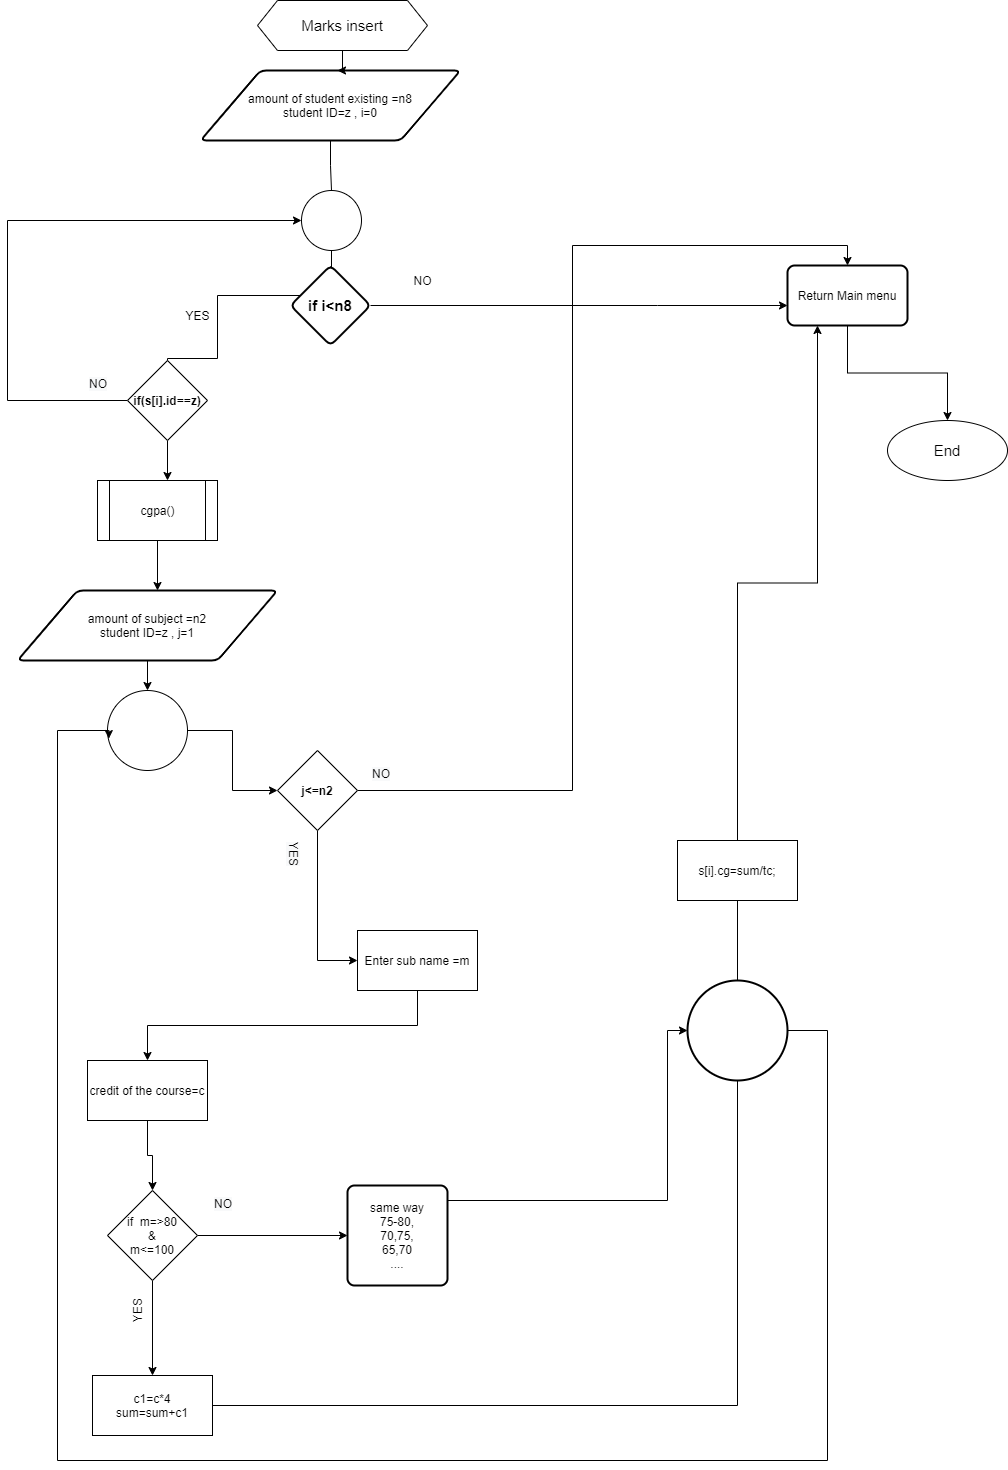 Marks insert
amount of student existing =n8
student ID=z , i=0
NO
Return Main menu
if i<n8
YES
NO
if(s[i].id==z)
End
cgpa()
amount of subject =n2
student ID=z , j=1
NO
j<=n2
YES
s[i].cg=sum/tc;
Enter sub name =m
credit of the course=c
NO
if m=>80
&
m<=100
same way
75-80,
70,75,
65,70
....
YES
c1=c*4
sum=sum+c1